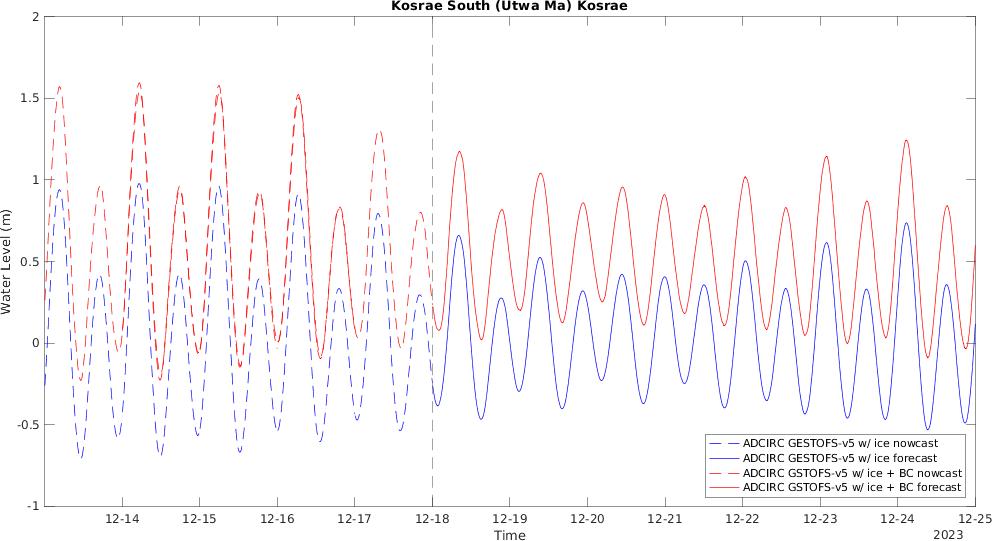 Kosrae South (Utwa Ma) Kosrae
2
1.5
1
0.5
0
-0.5
-1
Water Level (m)
12-14
12-15
12-16
12-17
12-18
12-19
12-20
12-21
12-22
12-23
12-24
12-25
Time
2023
ADCIRC GESTOFS-v5 w/ ice nowcast
ADCIRC GESTOFS-v5 w/ ice forecast
ADCIRC GSTOFS-v5 w/ ice + BC nowcast
ADCIRC GSTOFS-v5 w/ ice + BC forecast